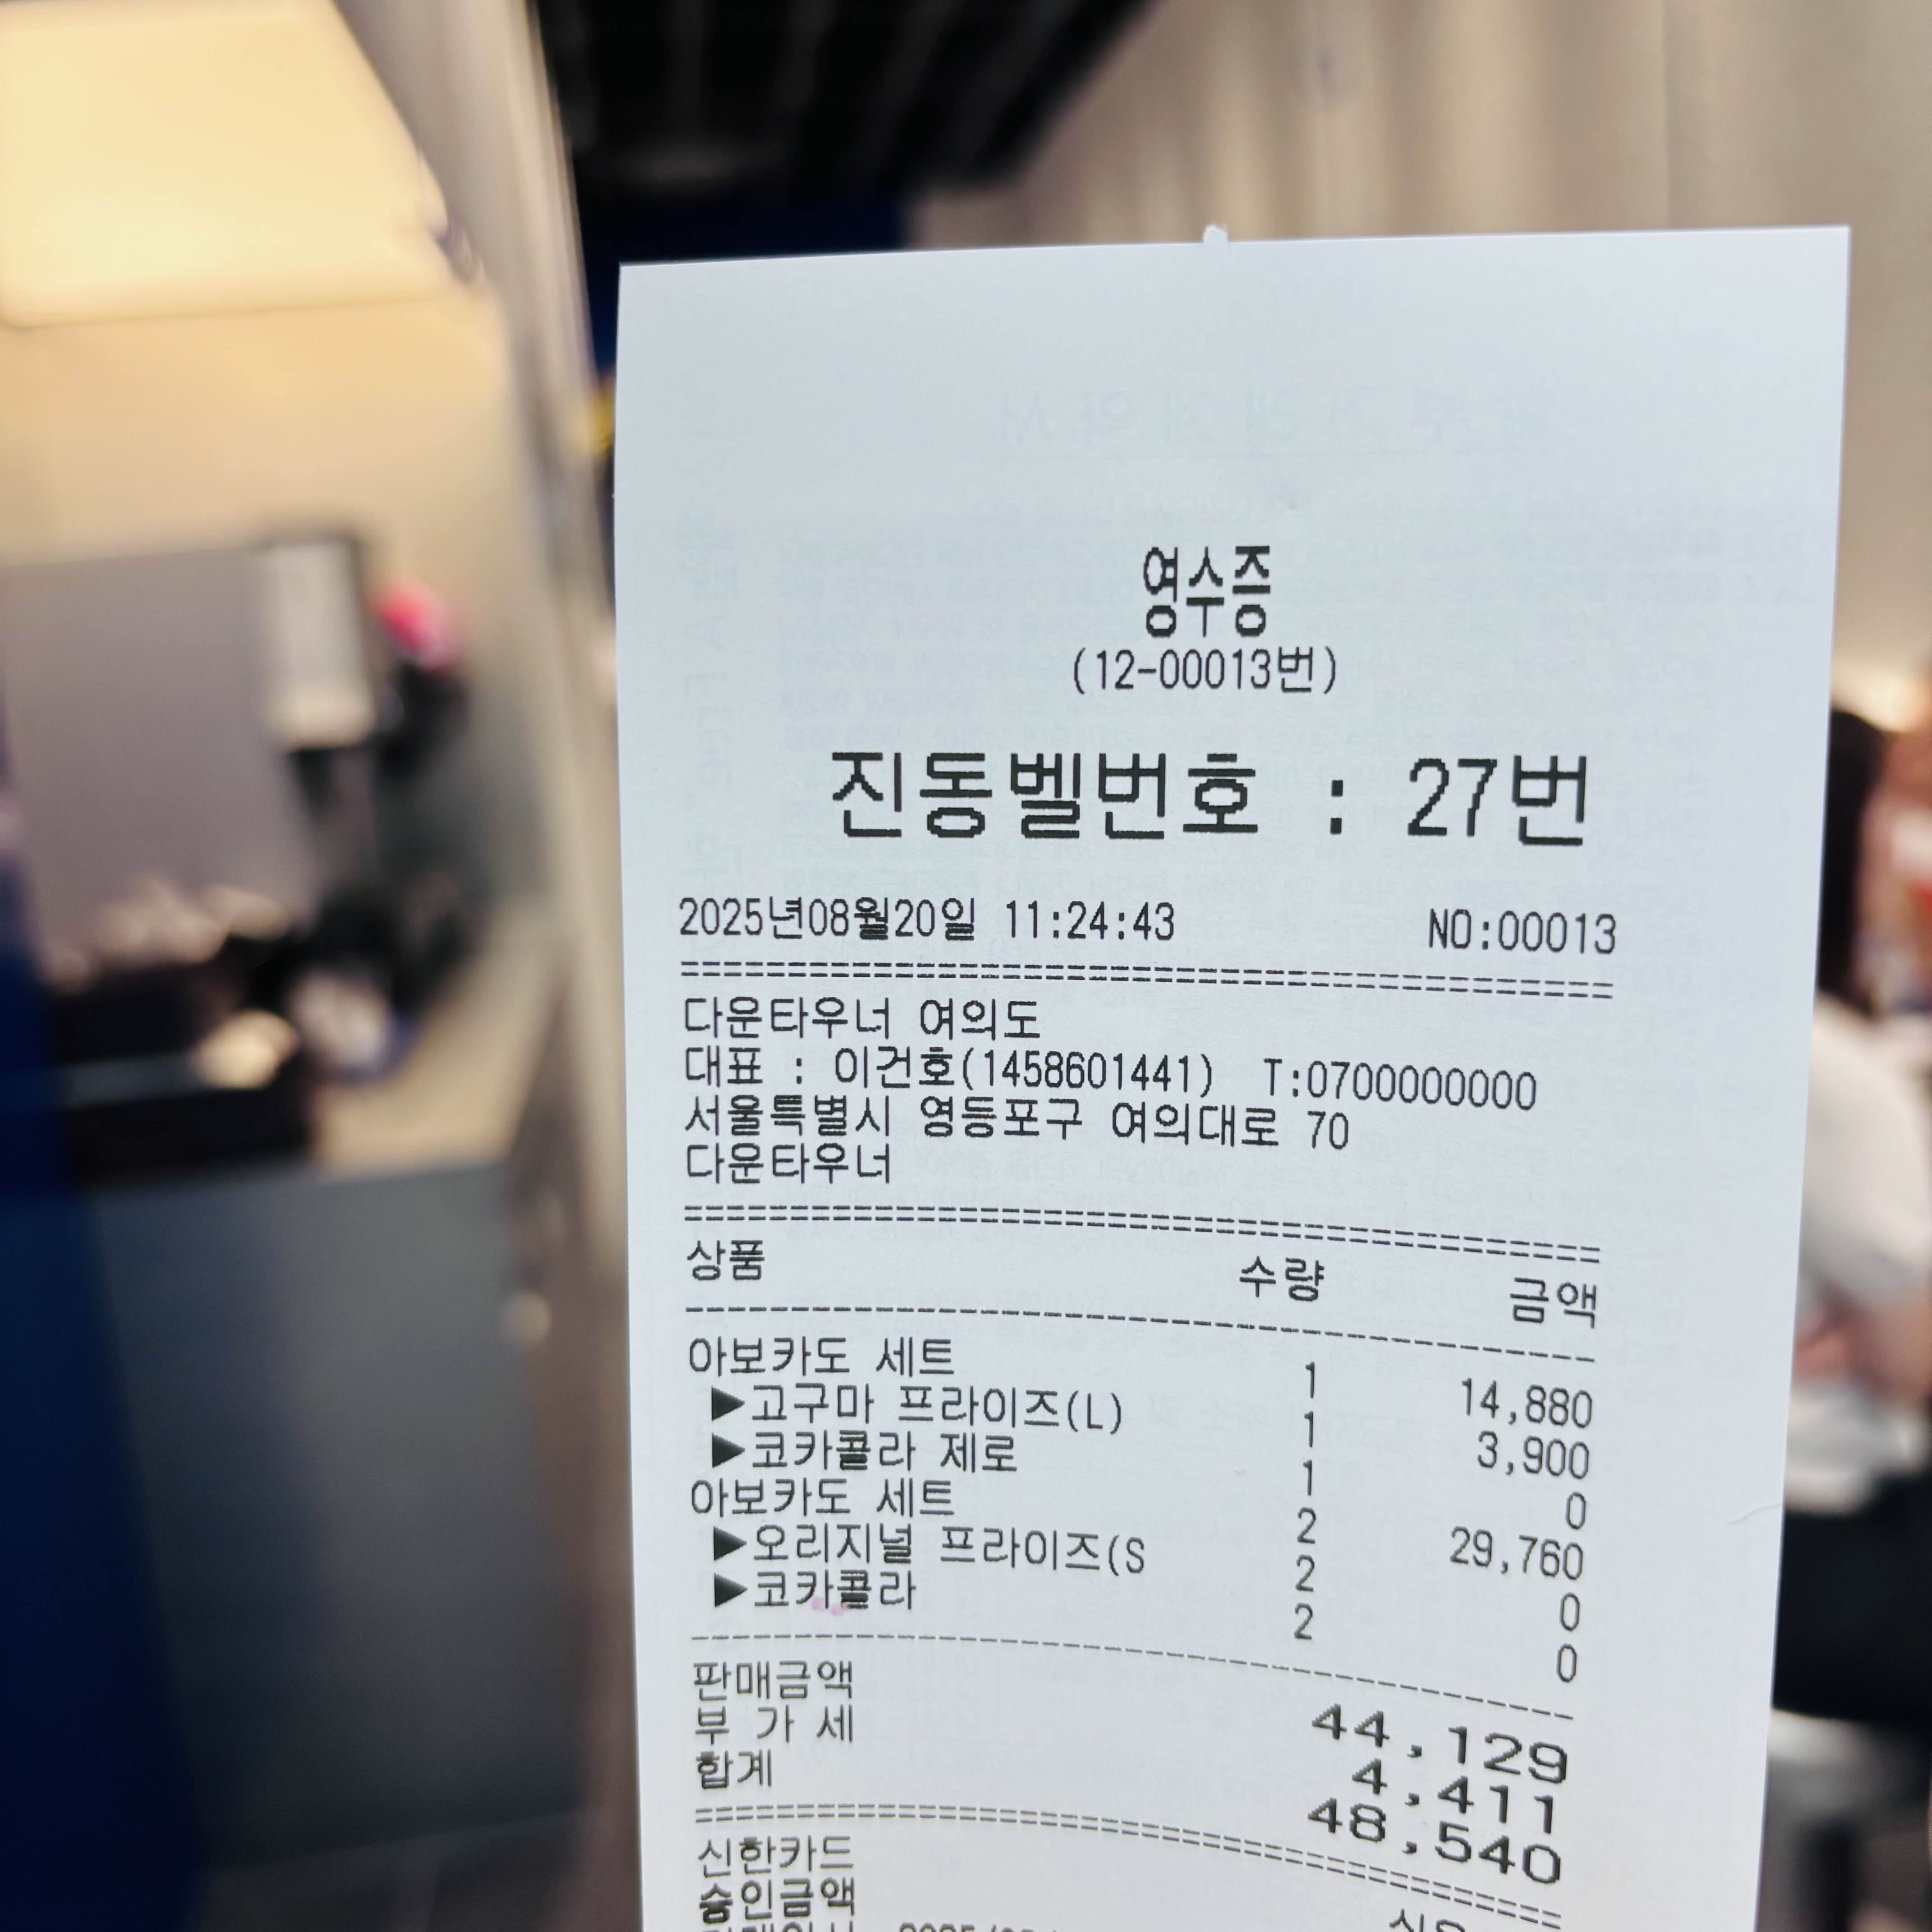 영수증
(12-00013번)
진동벨번호 : 27번
2025년08월20일 11:24:43 NO:00013
다운타우너 여의도
대표 : 이건호(1458601441) T:0700000000
서울특별시 영등포구 여의대로 70
다운타우너
상품 수량 금액
아보카도 세트 1 14,880
▶고구마 프라이즈(L) 1 3,900
▶코카콜라 제로 1 0
아보카도 세트 2 29,760
▶오리지널 프라이즈(S 2 0
▶코카콜라 2 0
판매금액 44,129
부 가 세 4,411
합계 48,540
신한카드
승인금액